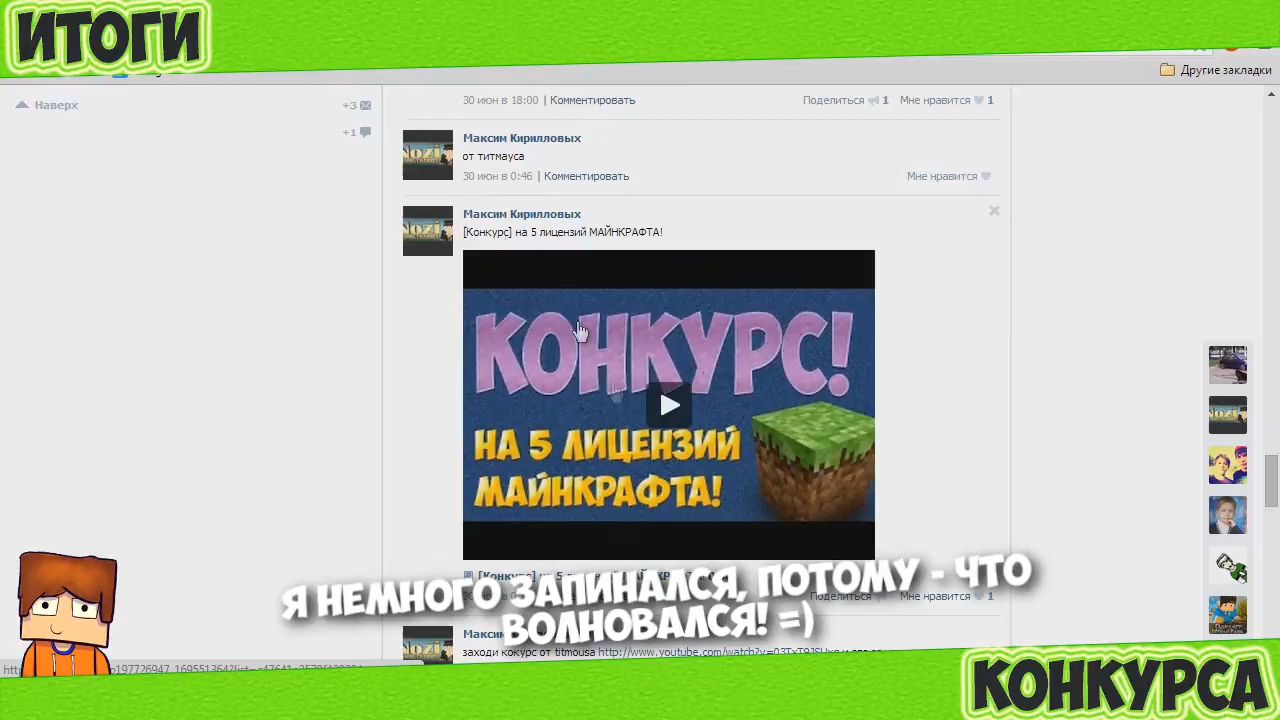 ИТОГИ
Другие закладки
Наверх
+3
30 июн в 18:00 | Комментировать
Поделиться 1 Мне нравится 1
+1
Максим Кирилловых
от титмауса
30 июн в 0:46 | Комментировать
Мне нравится
Максим Кирилловых
[Конкурс] на 5 лицензий МАЙНКРАФТА!
КОНКУРС!
НА 5 ЛИЦЕНЗИЙ
МАЙНКРАФТА!
Я НЕМНОГО ЗАПИНАЛСЯ, ПОТОМУ - ЧТО
ВОЛНОВАЛСЯ! =)
Поделиться Мне нравится 1
заходи кокурс от titmousa
КОНКУРСА